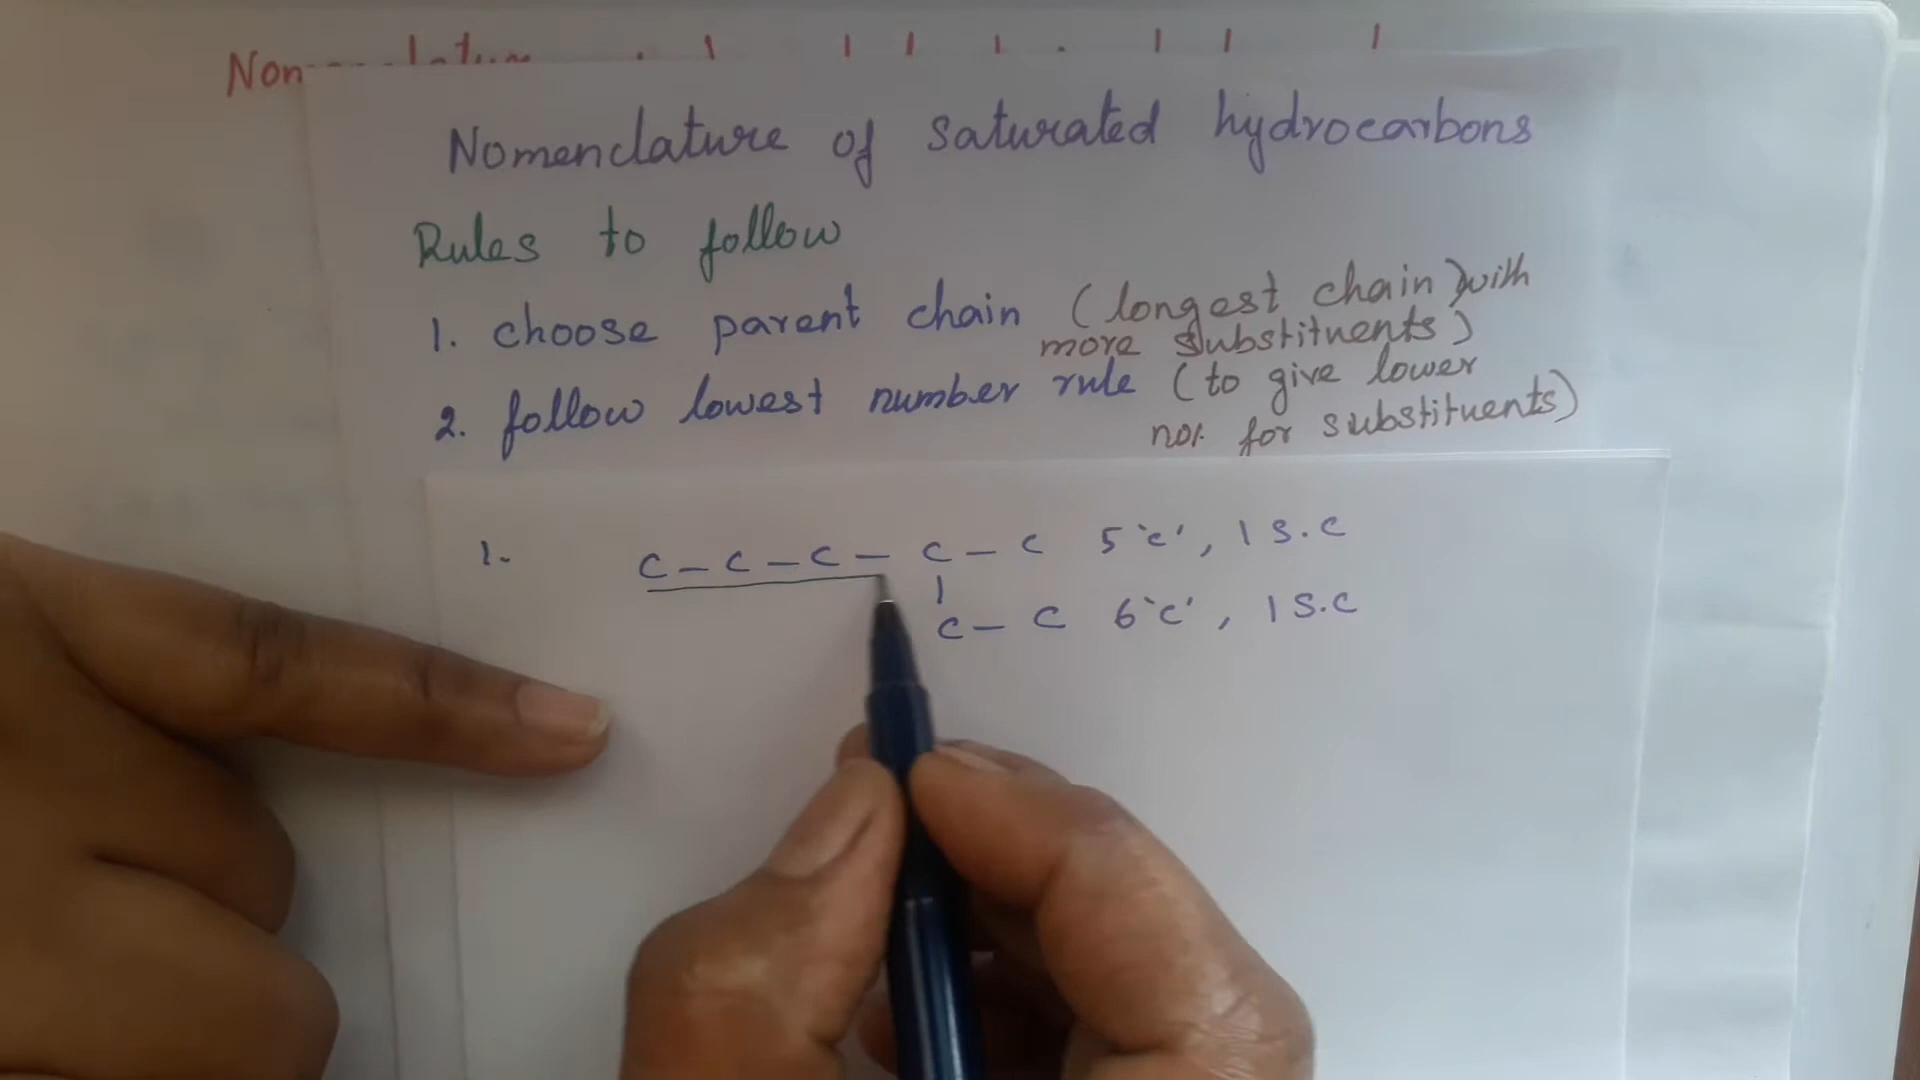 Nomenclature of saturated hydrocarbons
Rules to follow
1. choose parent chain (longest chain) with
more substituents)
2. follow lowest number rule (to give lower
no. for substituents)
1. C - C - C - C - C 5 'c', 1 S.C
|
C - C 6 'c', 1 S.C